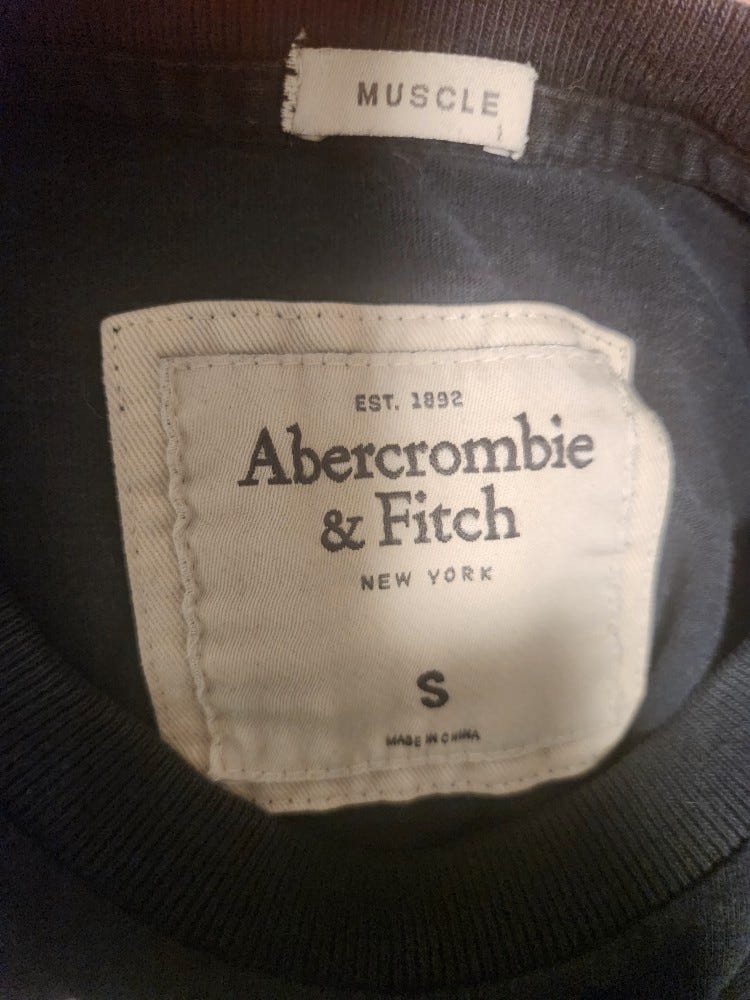 MUSCLE
EST. 1892
Abercrombie
& Fitch
NEW YORK
S
MADE IN CHINA